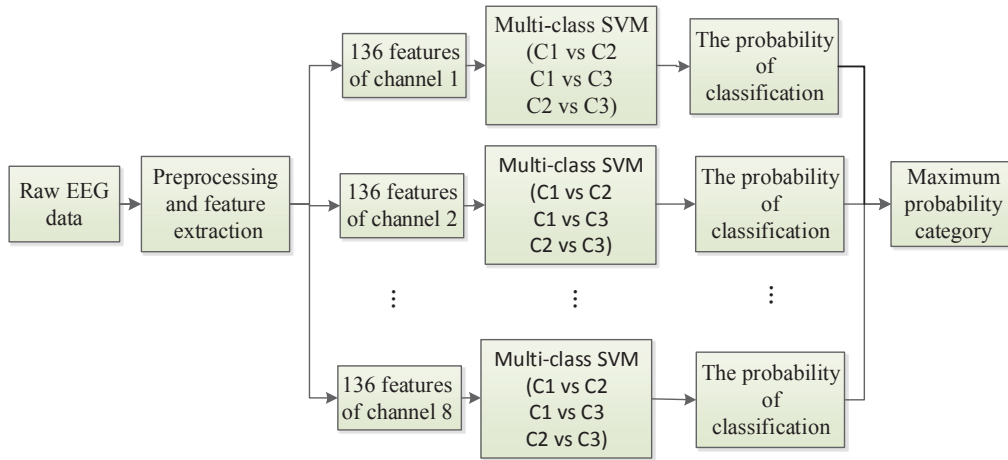 Raw EEG
data
Preprocessing
and feature
extraction
136 features
of channel 1
Multi-class SVM
(C1 vs C2
C1 vs C3
C2 vs C3)
The probability
of
classification
136 features
of channel 2
Multi-class SVM
(C1 vs C2
C1 vs C3
C2 vs C3)
The probability
of
classification
...
...
...
136 features
of channel 8
Multi-class SVM
(C1 vs C2
C1 vs C3
C2 vs C3)
The probability
of
classification
Maximum
probability
category